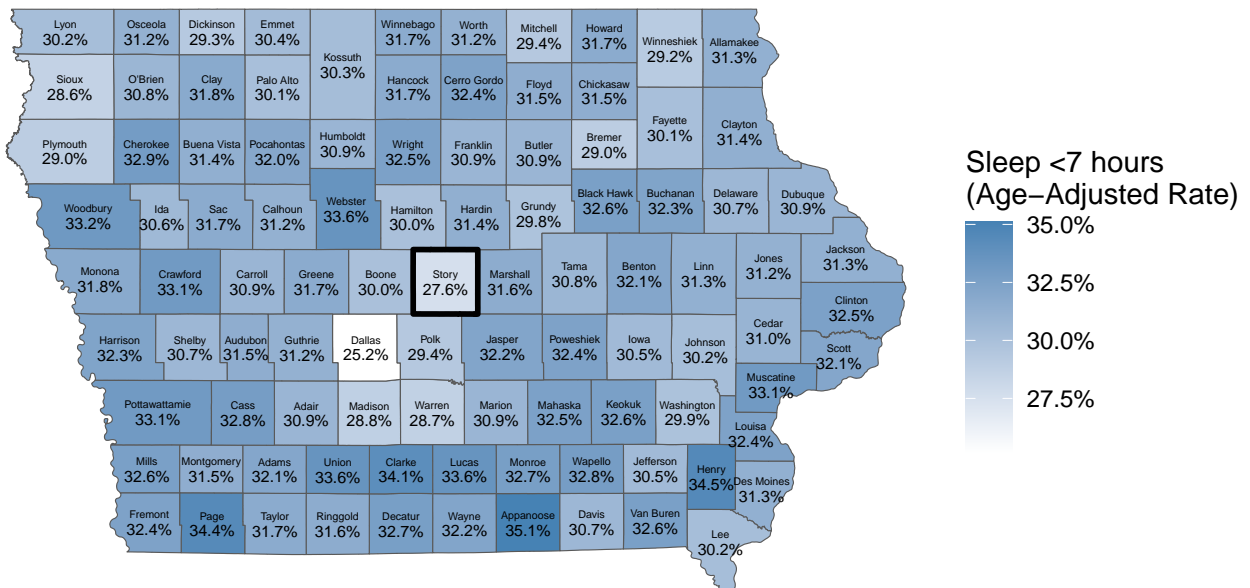 Lyon
30.2%
Osceola
31.2%
Dickinson
29.3%
Emmet
30.4%
Winnebago
31.7%
Worth
31.2%
Mitchell
29.4%
Howard
31.7%
Winneshiek
29.2%
Allamakee
31.3%
Kossuth
30.3%
Sioux
28.6%
O'Brien
30.8%
Clay
31.8%
Palo Alto
30.1%
Hancock
31.7%
Cerro Gordo
32.4%
Floyd
31.5%
Chickasaw
31.5%
Fayette
30.1%
Clayton
31.4%
Plymouth
29.0%
Cherokee
32.9%
Buena Vista
31.4%
Pocahontas
32.0%
Humboldt
30.9%
Wright
32.5%
Franklin
30.9%
Butler
30.9%
Bremer
29.0%
Woodbury
33.2%
Ida
30.6%
Sac
31.7%
Calhoun
31.2%
Webster
33.6%
Hamilton
30.0%
Hardin
31.4%
Grundy
29.8%
Black Hawk
32.6%
Buchanan
32.3%
Delaware
30.7%
Dubuque
30.9%
Monona
31.8%
Crawford
33.1%
Carroll
30.9%
Greene
31.7%
Boone
30.0%
Story
27.6%
Marshall
31.6%
Tama
30.8%
Benton
32.1%
Linn
31.3%
Jones
31.2%
Jackson
31.3%
Clinton
32.5%
Harrison
32.3%
Shelby
30.7%
Audubon
31.5%
Guthrie
31.2%
Dallas
25.2%
Polk
29.4%
Jasper
32.2%
Poweshiek
32.4%
Iowa
30.5%
Johnson
30.2%
Cedar
31.0%
Scott
32.1%
Muscatine
33.1%
Pottawattamie
33.1%
Cass
32.8%
Adair
30.9%
Madison
28.8%
Warren
28.7%
Marion
30.9%
Mahaska
32.5%
Keokuk
32.6%
Washington
29.9%
Louisa
32.4%
Mills
32.6%
Montgomery
31.5%
Adams
32.1%
Union
33.6%
Clarke
34.1%
Lucas
33.6%
Monroe
32.7%
Wapello
32.8%
Jefferson
30.5%
Henry
34.5%
Des Moines
31.3%
Fremont
32.4%
Page
34.4%
Taylor
31.7%
Ringgold
31.6%
Decatur
32.7%
Wayne
32.2%
Appanoose
35.1%
Davis
30.7%
Van Buren
32.6%
Lee
30.2%
Sleep <7 hours
(Age−Adjusted Rate)
35.0%
32.5%
30.0%
27.5%